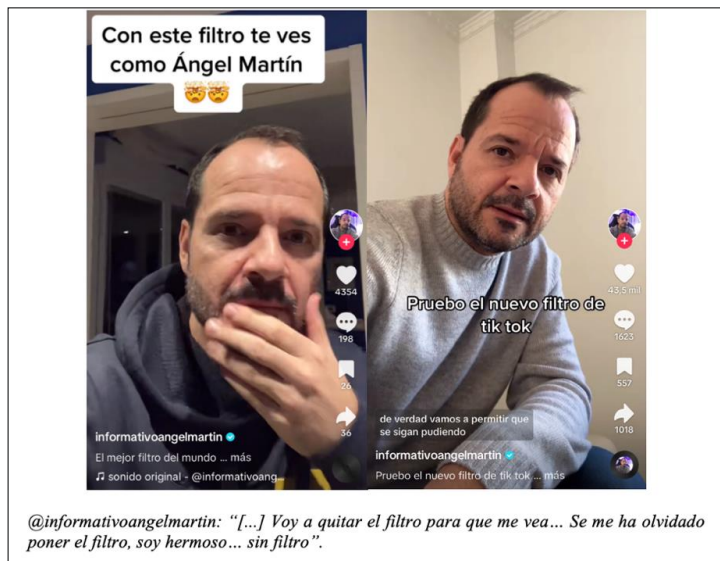 Con este filtro te ves
como Ángel Martín
🤯🤯
4354
198
26
36
informativoangelmartin
El mejor filtro del mundo ... más
♫ sonido original - @informativoang...
Pruebo el nuevo filtro de
tik tok
43,5 mil
1623
557
1018
de verdad vamos a permitir que
se sigan pudiendo
informativoangelmartin
Pruebo el nuevo filtro de tik tok ... más
@informativoangelmartin: “[...] Voy a quitar el filtro para que me vea… Se me ha olvidado
poner el filtro, soy hermoso… sin filtro”.